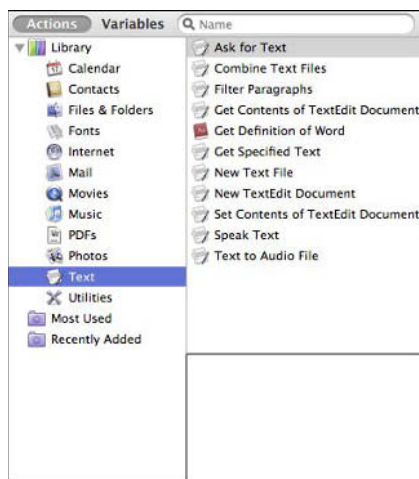 Actions Variables Name
Library
Calendar
Contacts
Files & Folders
Fonts
Internet
Mail
Movies
Music
PDFs
Photos
Text
Utilities
Most Used
Recently Added
Ask for Text
Combine Text Files
Filter Paragraphs
Get Contents of TextEdit Document
Get Definition of Word
Get Specified Text
New Text File
New TextEdit Document
Set Contents of TextEdit Document
Speak Text
Text to Audio File